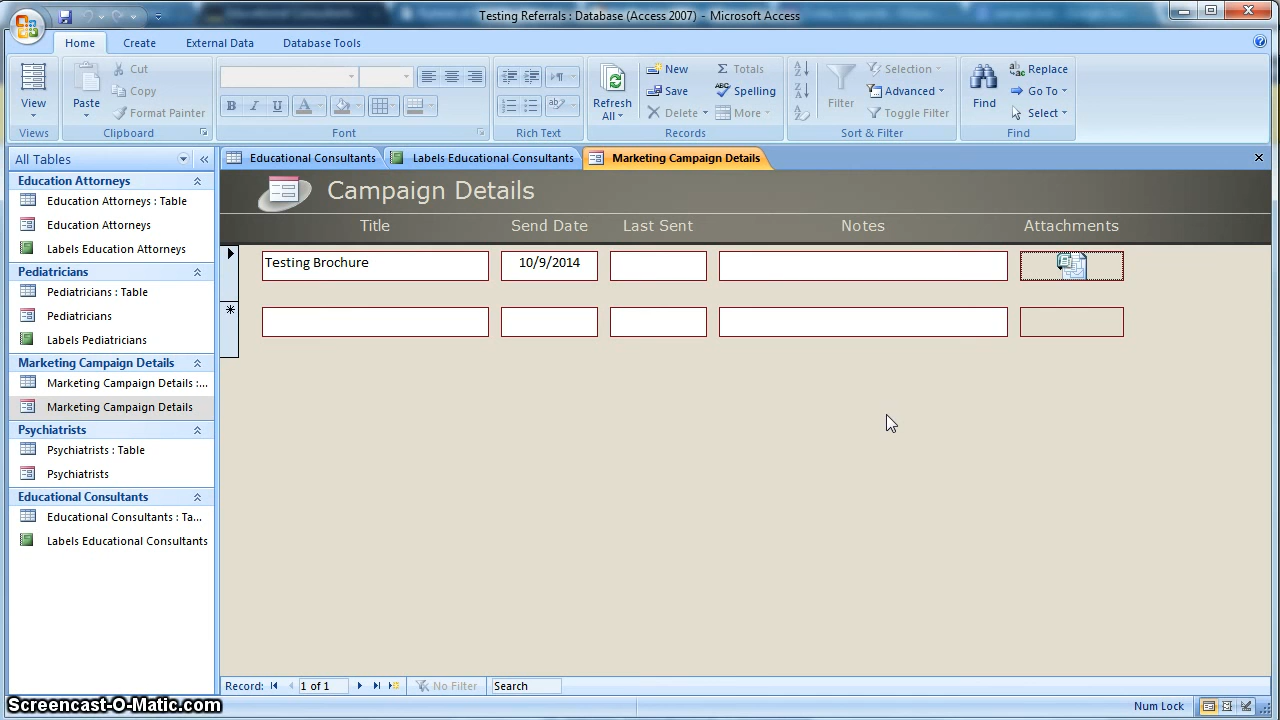 Testing Referrals : Database (Access 2007) - Microsoft Access
Home Create External Data Database Tools
View
Views
Paste
Cut
Copy
Format Painter
Clipboard
B I U A
Font
Rich Text
Refresh All
New
Save
Delete
Totals
Spelling
More
Records
Filter
Selection
Advanced
Toggle Filter
Sort & Filter
Find
Replace
Go To
Select
Find
All Tables
Education Attorneys
Education Attorneys : Table
Education Attorneys
Labels Education Attorneys
Pediatricians
Pediatricians : Table
Pediatricians
Labels Pediatricians
Marketing Campaign Details
Marketing Campaign Details :...
Marketing Campaign Details
Psychiatrists
Psychiatrists : Table
Psychiatrists
Educational Consultants
Educational Consultants : Ta...
Labels Educational Consultants
Educational Consultants Labels Educational Consultants Marketing Campaign Details
Campaign Details
Title Send Date Last Sent Notes Attachments
Testing Brochure 10/9/2014
Record: 1 of 1 No Filter Search
Num Lock
Screencast-O-Matic.com